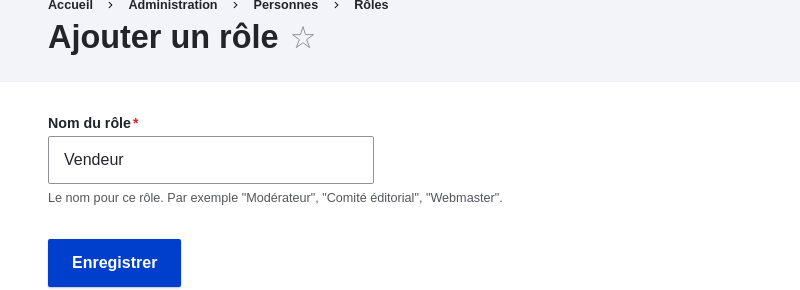 Accueil > Administration > Personnes > Rôles
Ajouter un rôle ☆
Nom du rôle*
Vendeur
Le nom pour ce rôle. Par exemple "Modérateur", "Comité éditorial", "Webmaster".
Enregistrer